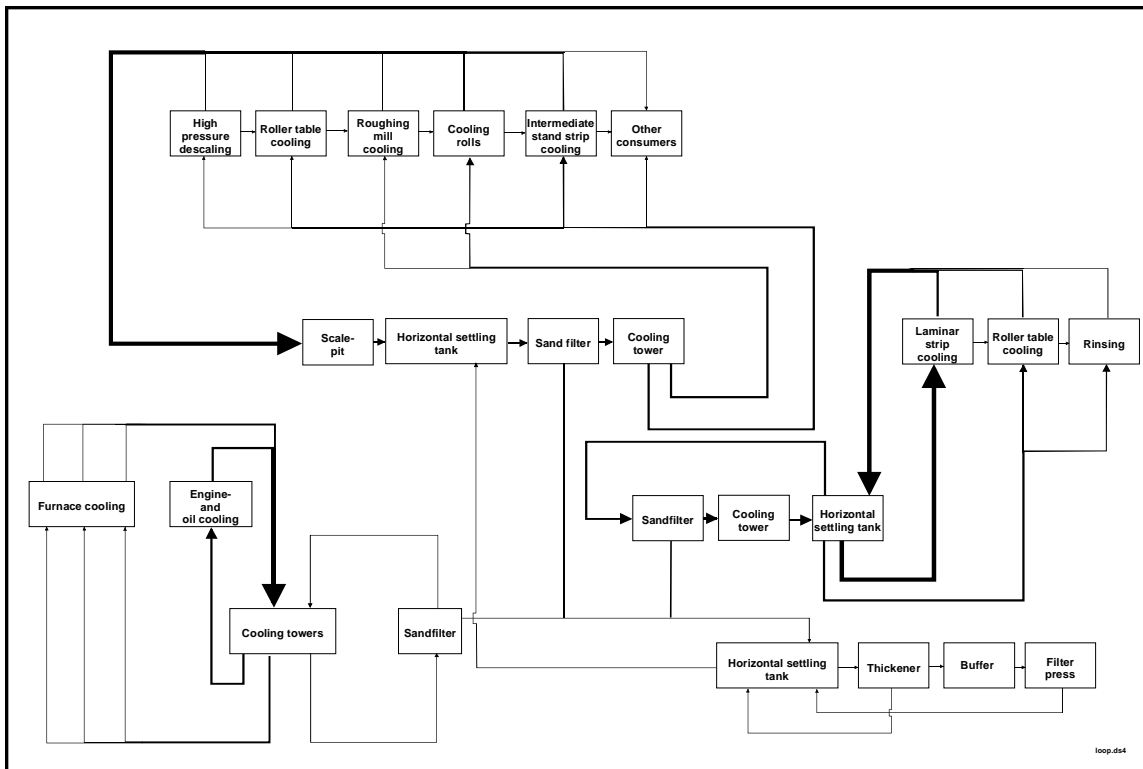 High
pressure
descaling
Roller table
cooling
Roughing
mill
cooling
Cooling
rolls
Intermediate
stand strip
cooling
Other
consumers
Scale-
pit
Horizontal settling
tank
Sand filter
Cooling
tower
Laminar
strip
cooling
Roller table
cooling
Rinsing
Furnace cooling
Engine-
and
oil cooling
Sandfilter
Cooling
tower
Horizontal
settling tank
Cooling towers
Sandfilter
Horizontal settling
tank
Thickener
Buffer
Filter
press
loop.ds4